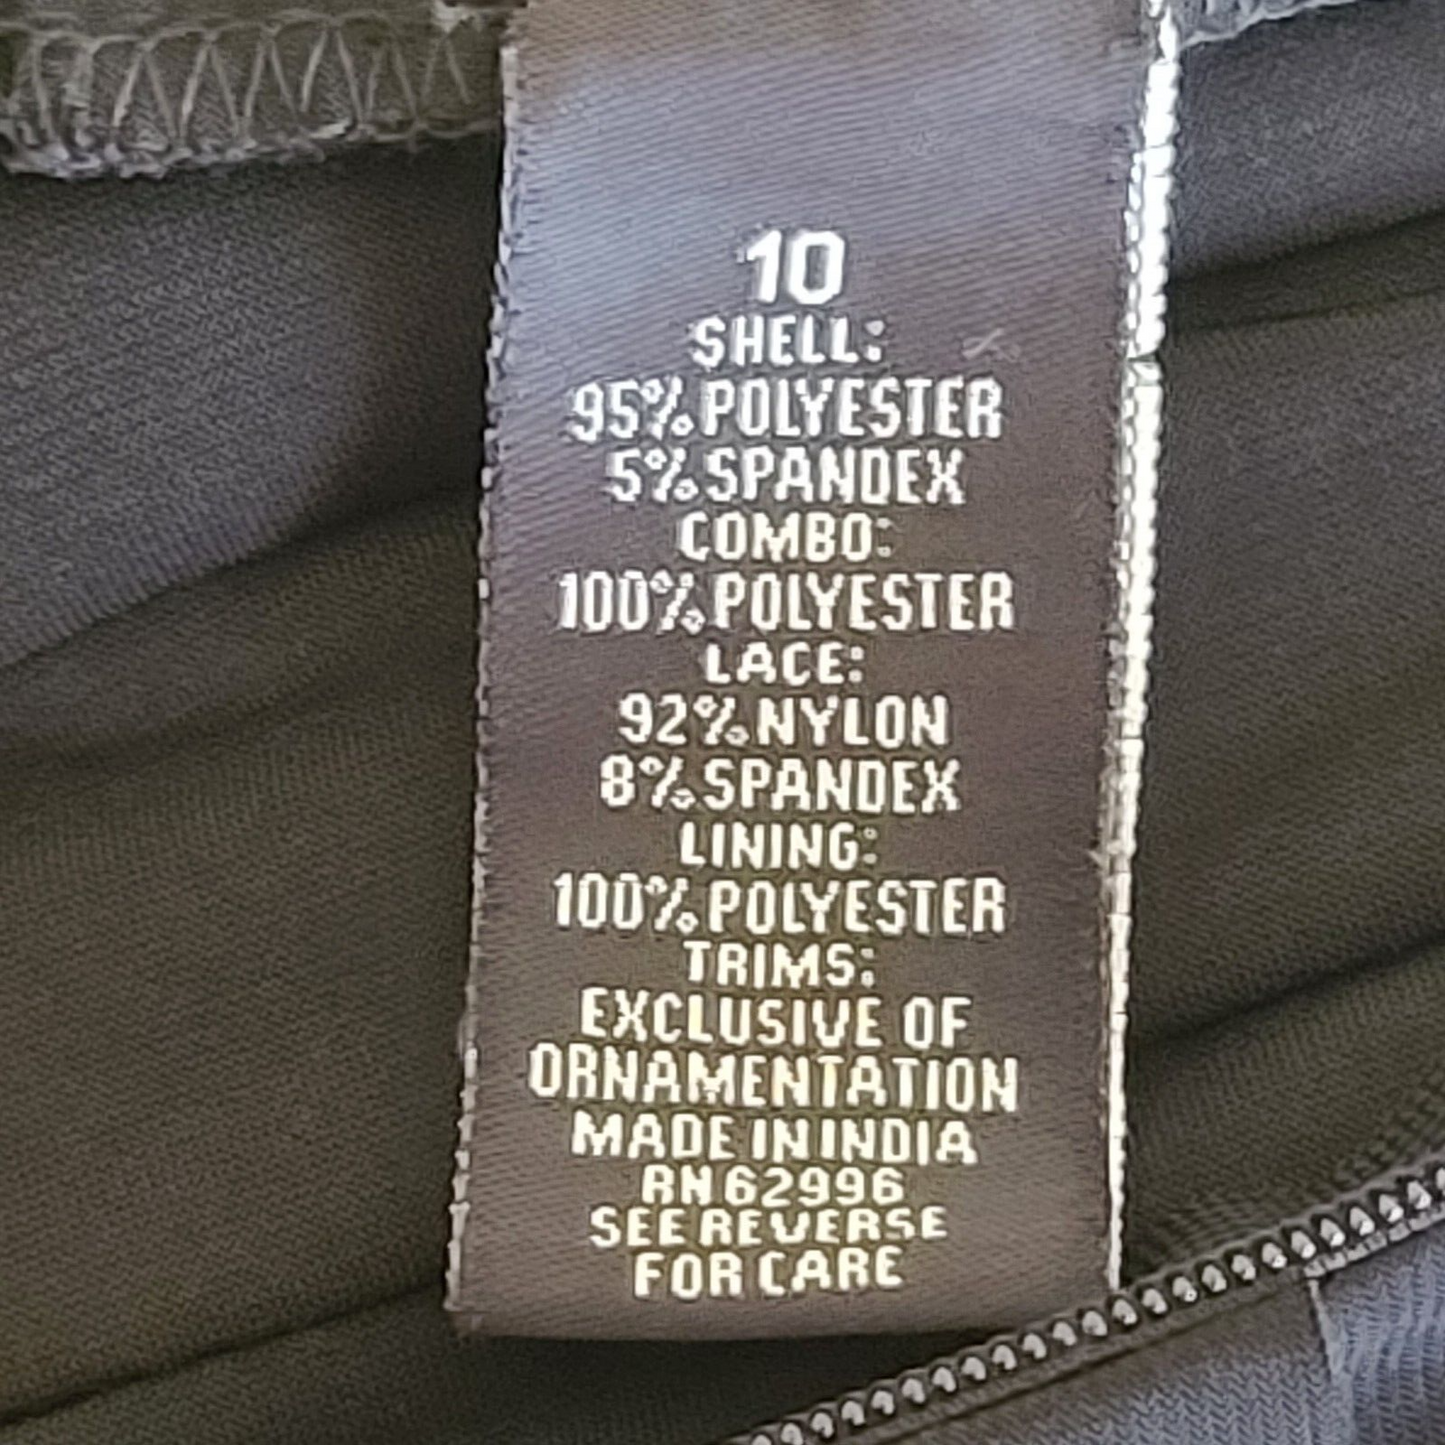 10
SHELL:
95% POLYESTER
5% SPANDEX
COMBO:
100% POLYESTER
LACE:
92% NYLON
8% SPANDEX
LINING:
100% POLYESTER
TRIMS:
EXCLUSIVE OF
ORNAMENTATION
MADE IN INDIA
RN 62996
SEE REVERSE
FOR CARE